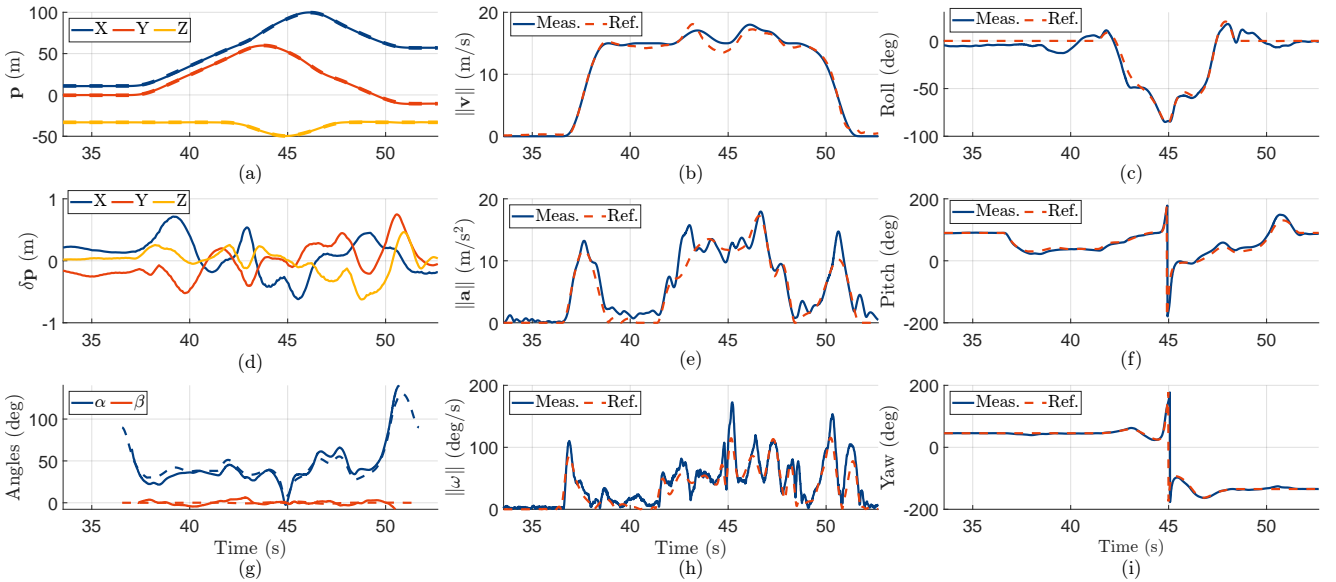 X Y Z
p (m)
100
50
0
-50
35 40 45 50
(a)
Meas. Ref.
||v|| (m/s)
20
10
0
35 40 45 50
(b)
Meas. Ref.
Roll (deg)
0
-50
-100
35 40 45 50
(c)
X Y Z
δp (m)
1
0
-1
35 40 45 50
(d)
Meas. Ref.
||a|| (m/s²)
20
10
0
35 40 45 50
(e)
Meas. Ref.
Pitch (deg)
200
0
-200
35 40 45 50
(f)
α β
Angles (deg)
100
50
0
35 40 45 50
Time (s)
(g)
Meas. Ref.
||ω|| (deg/s)
200
100
0
35 40 45 50
Time (s)
(h)
Meas. Ref.
Yaw (deg)
200
0
-200
35 40 45 50
Time (s)
(i)